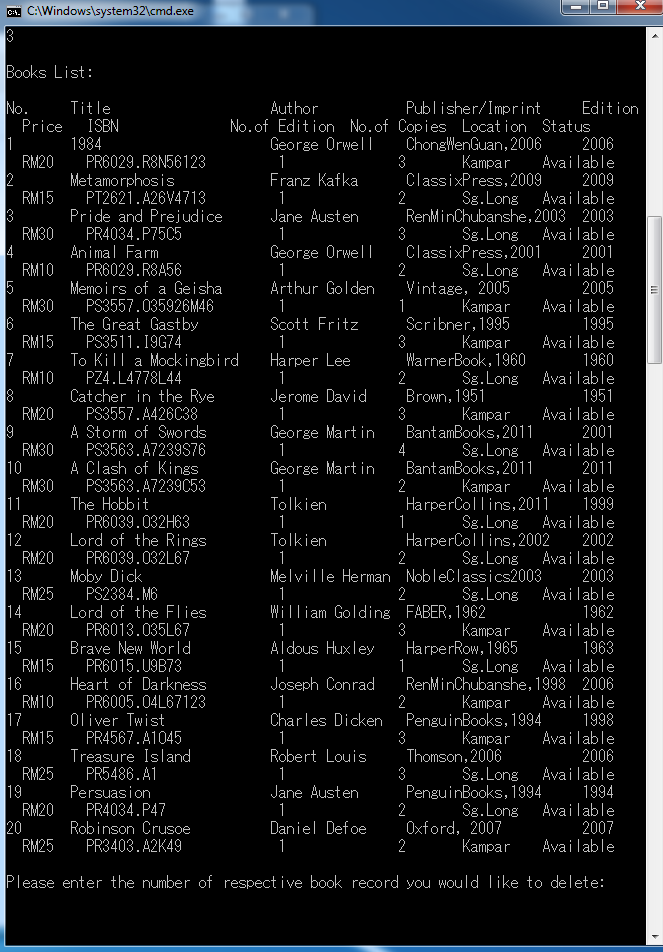 C:\Windows\system32\cmd.exe
3
Books List:
No. Title Author Publisher/Imprint Edition
Price ISBN No.of Edition No.of Copies Location Status
1 1984 George Orwell ChongWenGuan,2006 2006
RM20 PR6029.R8N56123 1 3 Kampar Available
2 Metamorphosis Franz Kafka ClassixPress,2009 2009
RM15 PT2621.A26V4713 1 2 Sg.Long Available
3 Pride and Prejudice Jane Austen RenMinChubanshe,2003 2003
RM30 PR4034.P75C5 1 3 Sg.Long Available
4 Animal Farm George Orwell ClassixPress,2001 2001
RM10 PR6029.R8A56 1 2 Sg.Long Available
5 Memoirs of a Geisha Arthur Golden Vintage, 2005 2005
RM30 PS3557.O35926M46 1 1 Kampar Available
6 The Great Gastby Scott Fritz Scribner,1995 1995
RM15 PS3511.I9G74 1 3 Kampar Available
7 To Kill a Mockingbird Harper Lee WarnerBook,1960 1960
RM10 PZ4.L4778L44 1 2 Sg.Long Available
8 Catcher in the Rye Jerome David Brown,1951 1951
RM20 PS3557.A426C38 1 3 Kampar Available
9 A Storm of Swords George Martin BantamBooks,2011 2001
RM30 PS3563.A7239S76 1 4 Sg.Long Available
10 A Clash of Kings George Martin BantamBooks,2011 2011
RM30 PS3563.A7239C53 1 2 Kampar Available
11 The Hobbit Tolkien HarperCollins,2011 1999
RM20 PR6039.O32H63 1 1 Sg.Long Available
12 Lord of the Rings Tolkien HarperCollins,2002 2002
RM20 PR6039.O32L67 1 2 Sg.Long Available
13 Moby Dick Melville Herman NobleClassics2003 2003
RM25 PS2384.M6 1 2 Sg.Long Available
14 Lord of the Flies William Golding FABER,1962 1962
RM20 PR6013.O35L67 1 3 Kampar Available
15 Brave New World Aldous Huxley HarperRow,1965 1963
RM15 PR6015.U9B73 1 1 Sg.Long Available
16 Heart of Darkness Joseph Conrad RenMinChubanshe,1998 2006
RM10 PR6005.O4L67123 1 2 Kampar Available
17 Oliver Twist Charles Dicken PenguinBooks,1994 1998
RM15 PR4567.A1O45 1 3 Kampar Available
18 Treasure Island Robert Louis Thomson,2006 2006
RM25 PR5486.A1 1 3 Sg.Long Available
19 Persuasion Jane Austen PenguinBooks,1994 1994
RM20 PR4034.P47 1 2 Sg.Long Available
20 Robinson Crusoe Daniel Defoe Oxford, 2007 2007
RM25 PR3403.A2K49 1 2 Kampar Available
Please enter the number of respective book record you would like to delete: